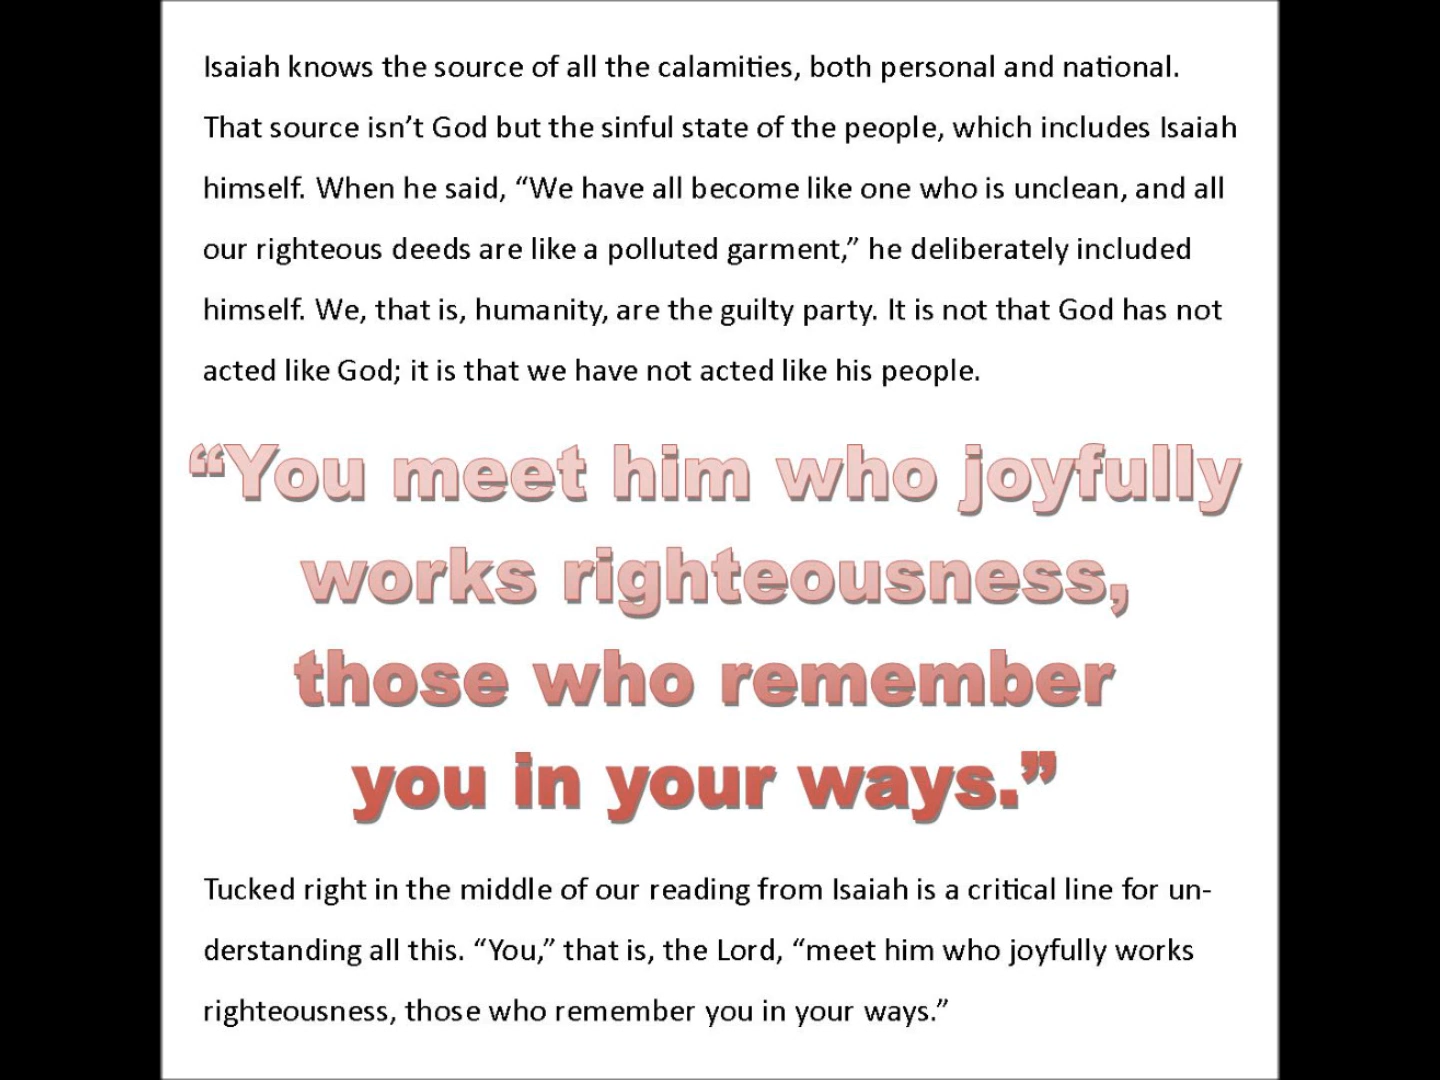 Isaiah knows the source of all the calamities, both personal and national.
That source isn’t God but the sinful state of the people, which includes Isaiah
himself. When he said, “We have all become like one who is unclean, and all
our righteous deeds are like a polluted garment,” he deliberately included
himself. We, that is, humanity, are the guilty party. It is not that God has not
acted like God; it is that we have not acted like his people.
“You meet him who joyfully
works righteousness,
those who remember
you in your ways.”
Tucked right in the middle of our reading from Isaiah is a critical line for un-
derstanding all this. “You,” that is, the Lord, “meet him who joyfully works
righteousness, those who remember you in your ways.”